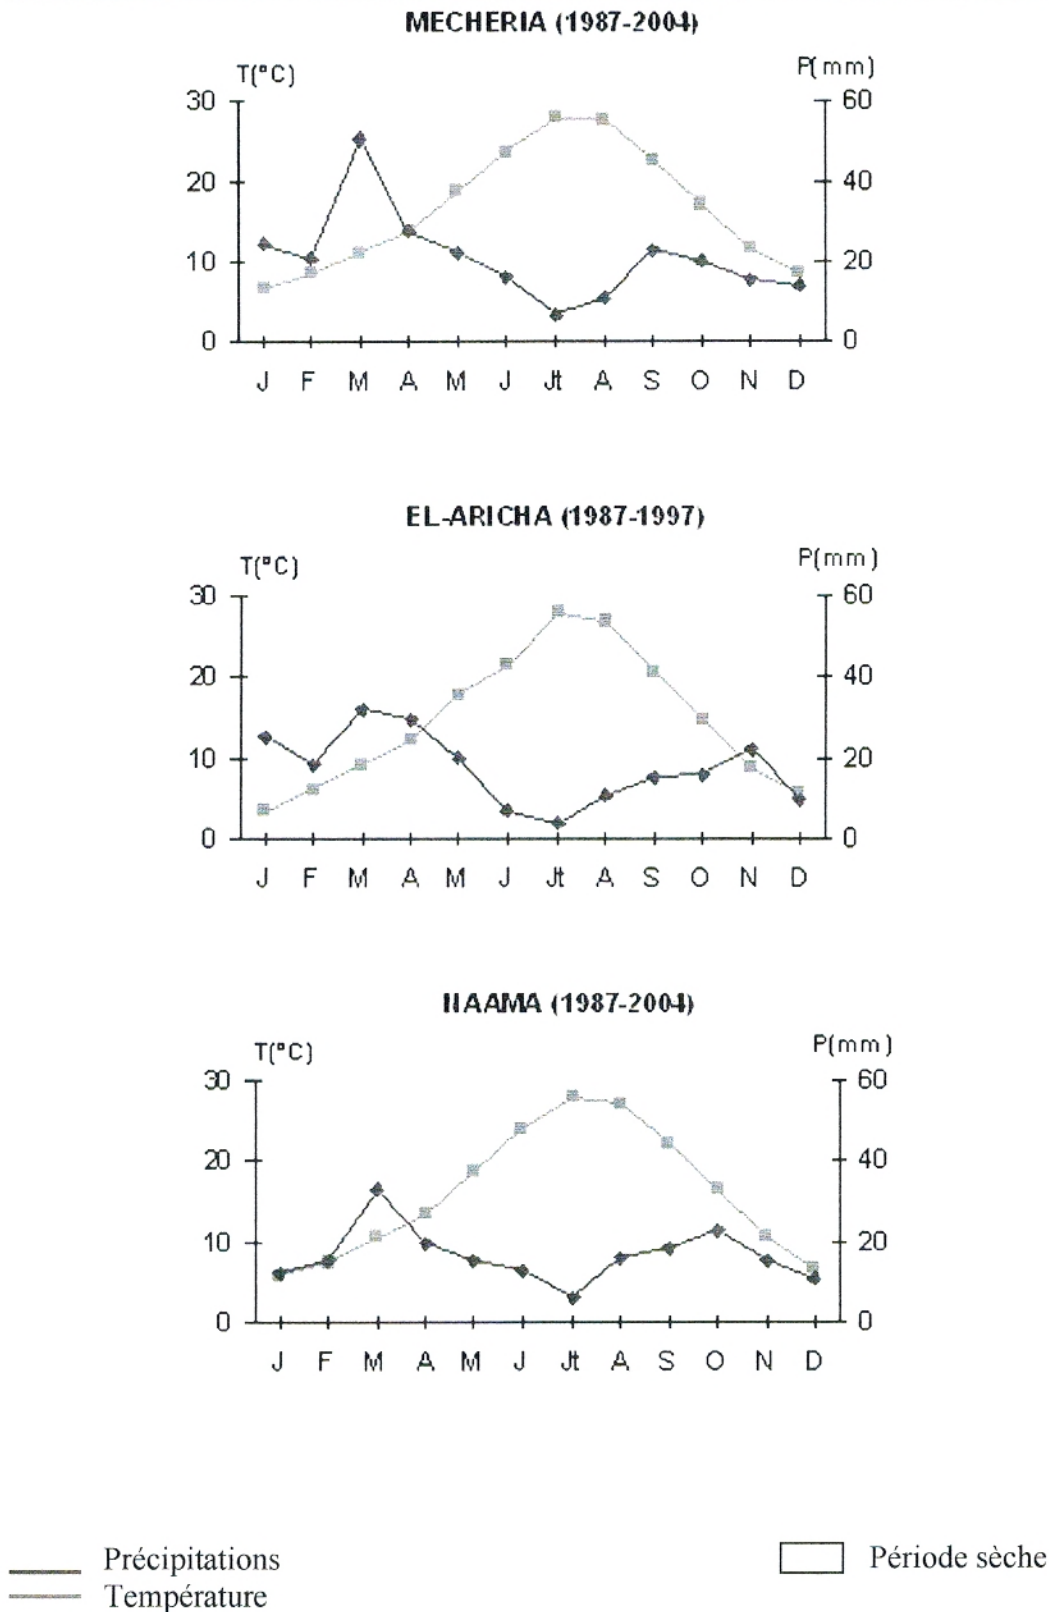 MECHERIA (1987-2004)
T(°C) P(mm)
30 60
20 40
10 20
0 0
J F M A M J Jt A S O N D
EL-ARICHA (1987-1997)
T(°C) P(mm)
30 60
20 40
10 20
0 0
J F M A M J Jt A S O N D
NAAMA (1987-2004)
T(°C) P(mm)
30 60
20 40
10 20
0 0
J F M A M J Jt A S O N D
Précipitations Période sèche
Température